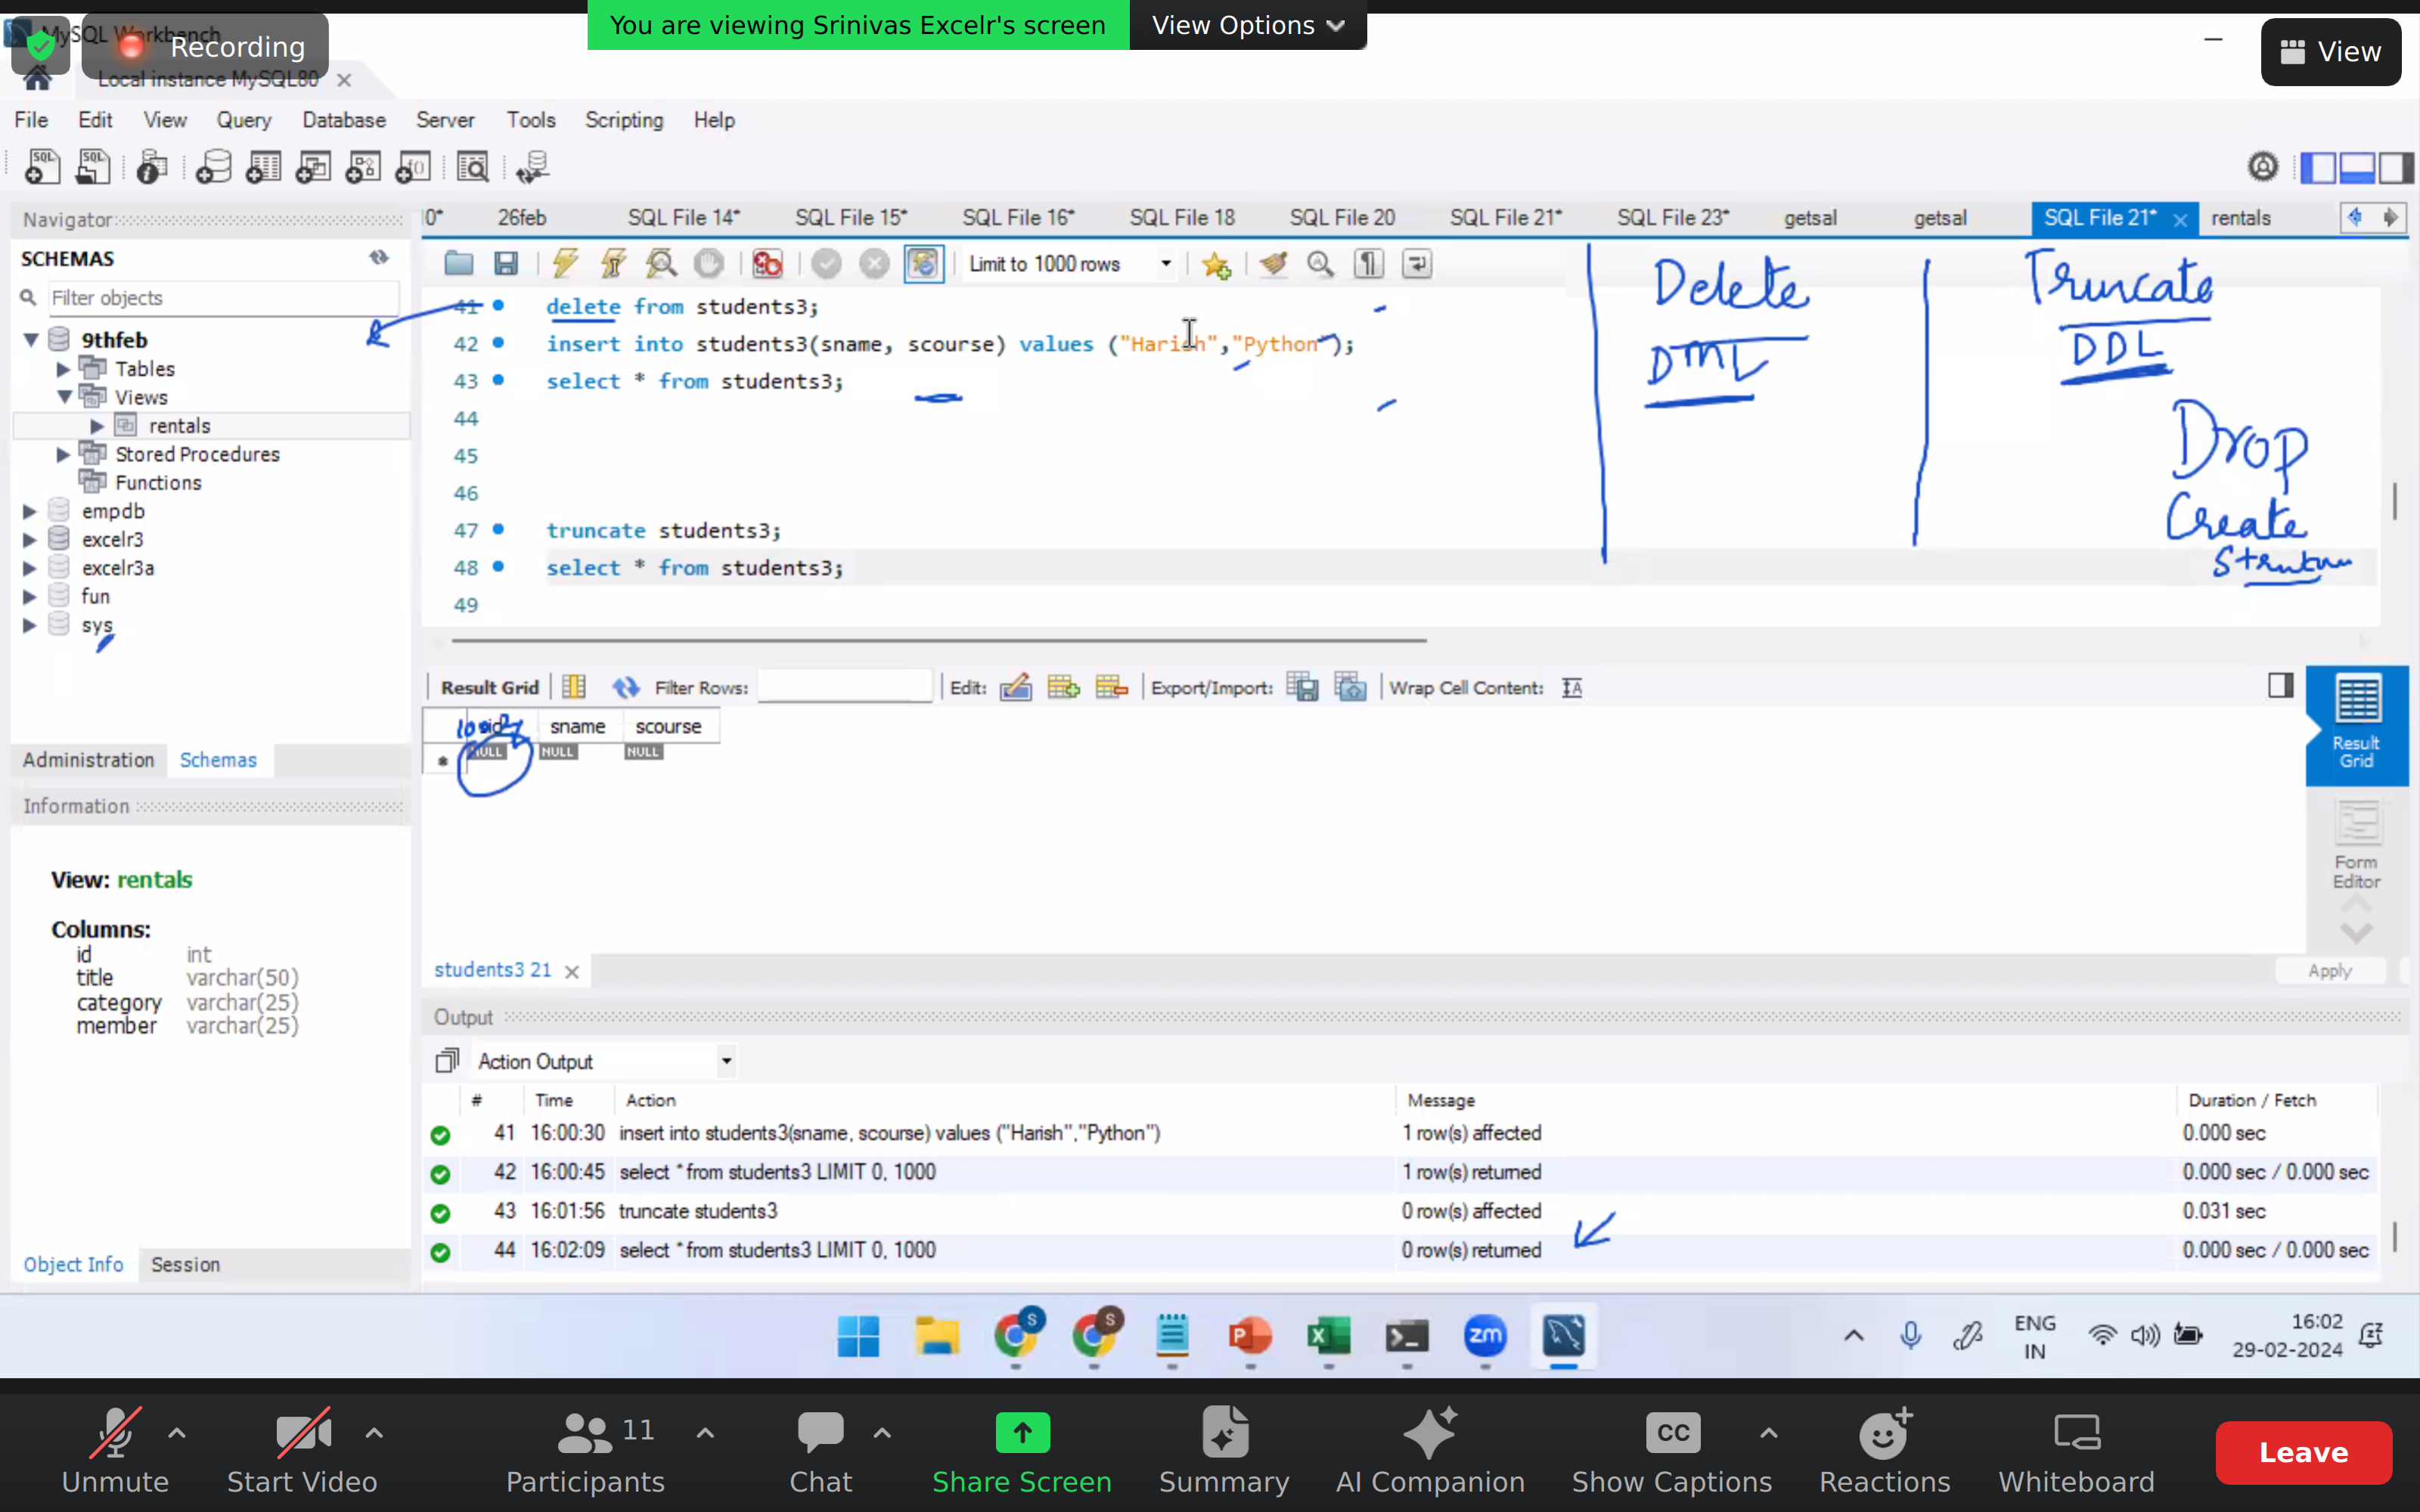 You are viewing Srinivas Excelr's screen View Options
MySQL Workbench
Recording
View
Local instance MySQL80
File Edit View Query Database Server Tools Scripting Help
Navigator
0* 26feb SQL File 14* SQL File 15* SQL File 16* SQL File 18 SQL File 20 SQL File 21* SQL File 23* getsal getsal SQL File 21* rentals
SCHEMAS
Limit to 1000 rows
Filter objects
9thfeb
Tables
Views
rentals
Stored Procedures
Functions
empdb
excelr3
excelr3a
fun
sys
41 delete from students3;
42 insert into students3(sname, scourse) values ("Harish","Python");
43 select * from students3;
44
45
46
47 truncate students3;
48 select * from students3;
49
Delete
DML
Truncate
DDL
Drop
Create
Result Grid Filter Rows: Edit: Export/Import: Wrap Cell Content:
sname scourse
NULL NULL NULL
Result
Grid
Form
Editor
Administration Schemas
Information
View: rentals
Columns:
id int
title varchar(50)
category varchar(25)
member varchar(25)
Object Info Session
students3 21
Apply
Output
Action Output
# Time Action Message Duration / Fetch
41 16:00:30 insert into students3(sname, scourse) values ("Harish","Python") 1 row(s) affected 0.000 sec
42 16:00:45 select * from students3 LIMIT 0, 1000 1 row(s) returned 0.000 sec / 0.000 sec
43 16:01:56 truncate students3 0 row(s) affected 0.031 sec
44 16:02:09 select * from students3 LIMIT 0, 1000 0 row(s) returned 0.000 sec / 0.000 sec
ENG
IN
16:02
29-02-2024
11
Unmute Start Video Participants Chat Share Screen Summary AI Companion Show Captions Reactions Whiteboard Leave